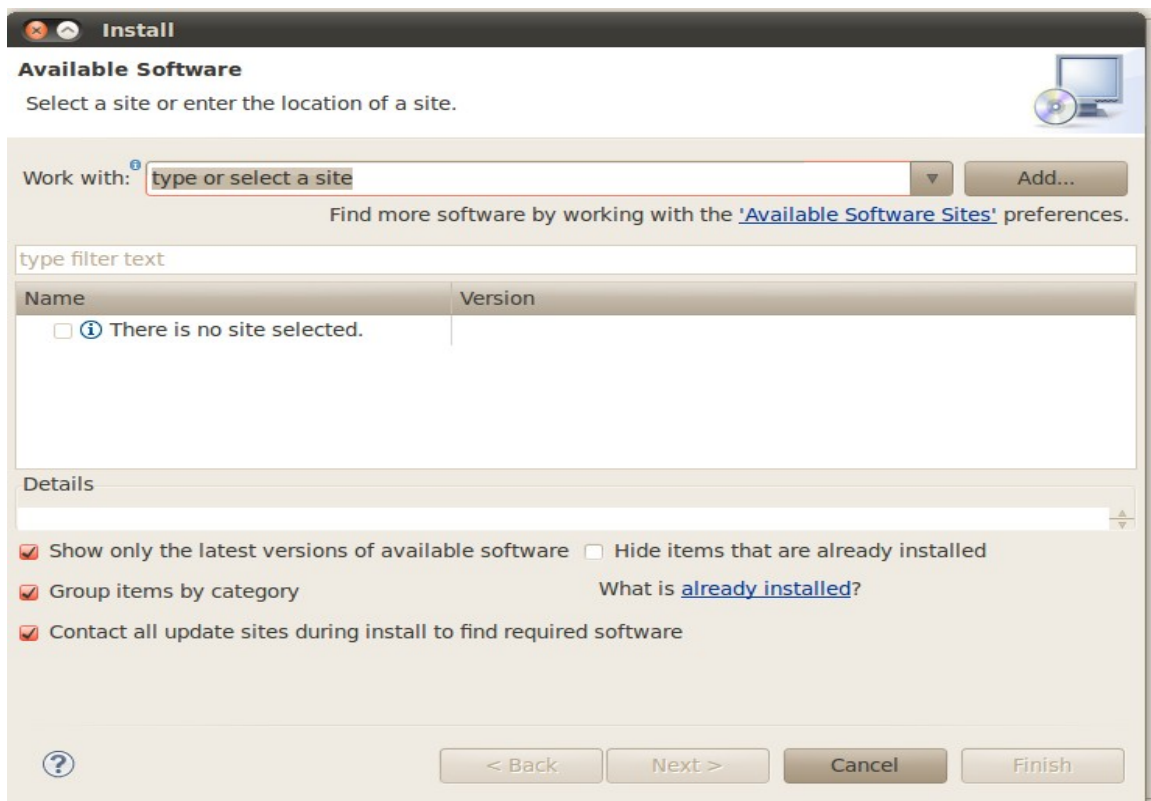 Install
Available Software
Select a site or enter the location of a site.
Work with: type or select a site Add...
Find more software by working with the 'Available Software Sites' preferences.
type filter text
Name Version
There is no site selected.
Details
Show only the latest versions of available software Hide items that are already installed
Group items by category What is already installed?
Contact all update sites during install to find required software
< Back Next > Cancel Finish